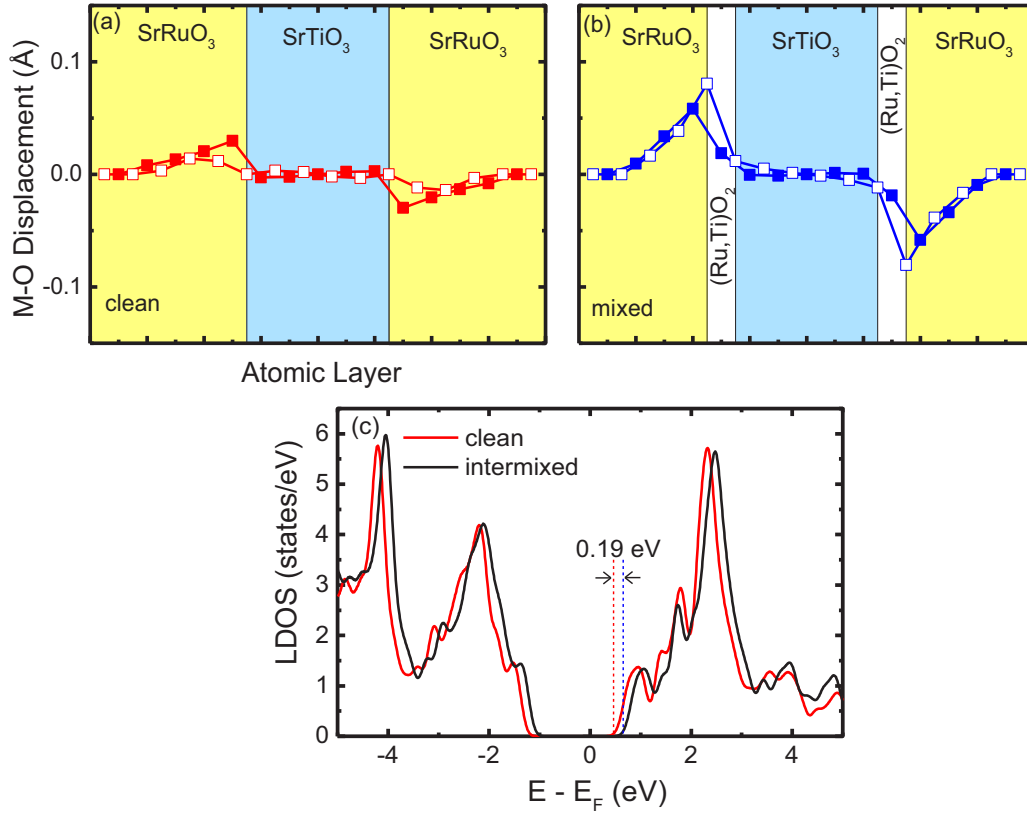 (a)
SrRuO3
SrTiO3
SrRuO3
(b)
SrRuO3
SrTiO3
(Ru,Ti)O2
SrRuO3
0.1
0.0
-0.1
M-O Displacement (Å)
clean
(Ru,Ti)O2
mixed
Atomic Layer
(c)
clean
intermixed
0.19 eV
6
5
4
3
2
1
0
LDOS (states/eV)
-4
-2
0
2
4
E - EF (eV)